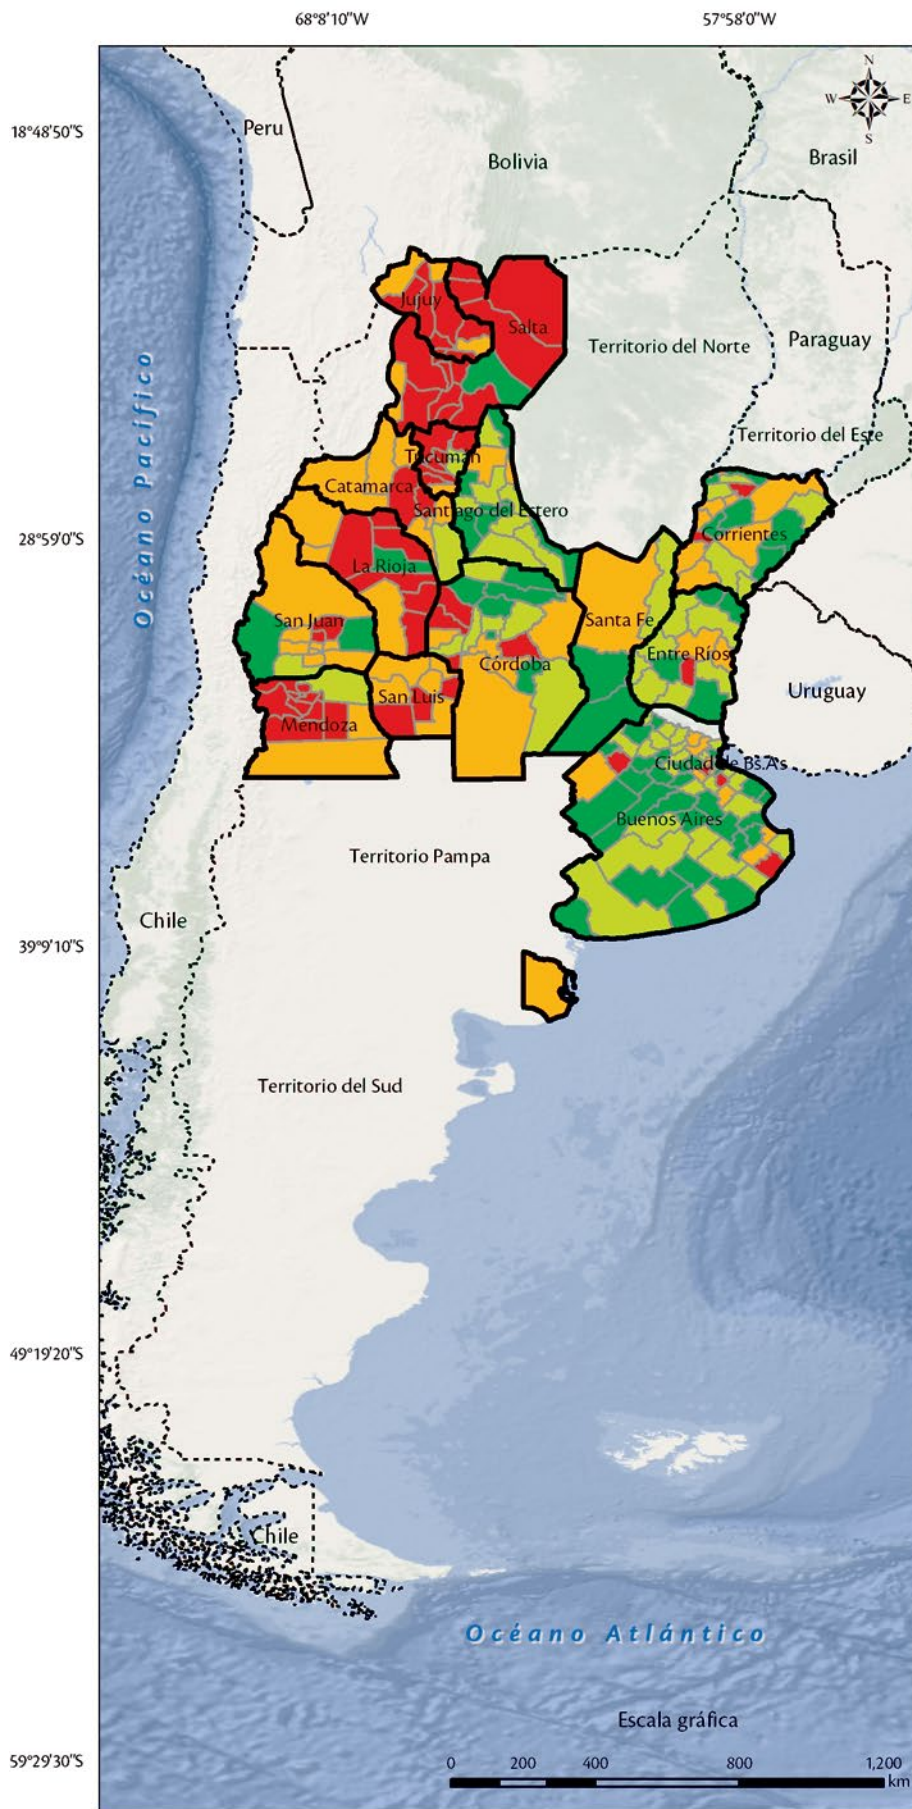 68°8'10"W
57°58'0"W
N
W
E
S
18°48'50"S
Peru
Bolivia
Brasil
Jujuy
Salta
Territorio del Norte
Paraguay
Océano Pacífico
Territorio del Este
Tucumán
Catamarca
Santiago del Estero
Corrientes
28°59'0"S
La Rioja
San Juan
Santa Fe
Entre Ríos
Córdoba
Uruguay
San Luis
Mendoza
Ciudad de Bs.As
Buenos Aires
Territorio Pampa
Chile
39°9'10"S
Territorio del Sud
49°19'20"S
Chile
Océano Atlántico
Escala gráfica
59°29'30"S
0 200 400 800 1,200
km